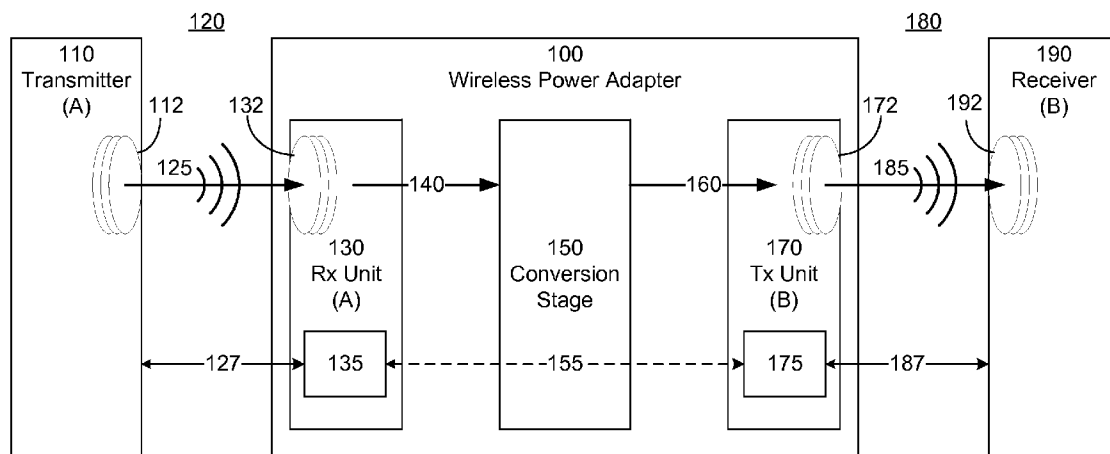 120
180
110
Transmitter
(A)
100
Wireless Power Adapter
190
Receiver
(B)
112
132
172
192
125
140
160
185
130
Rx Unit
(A)
150
Conversion
Stage
170
Tx Unit
(B)
127
135
155
175
187